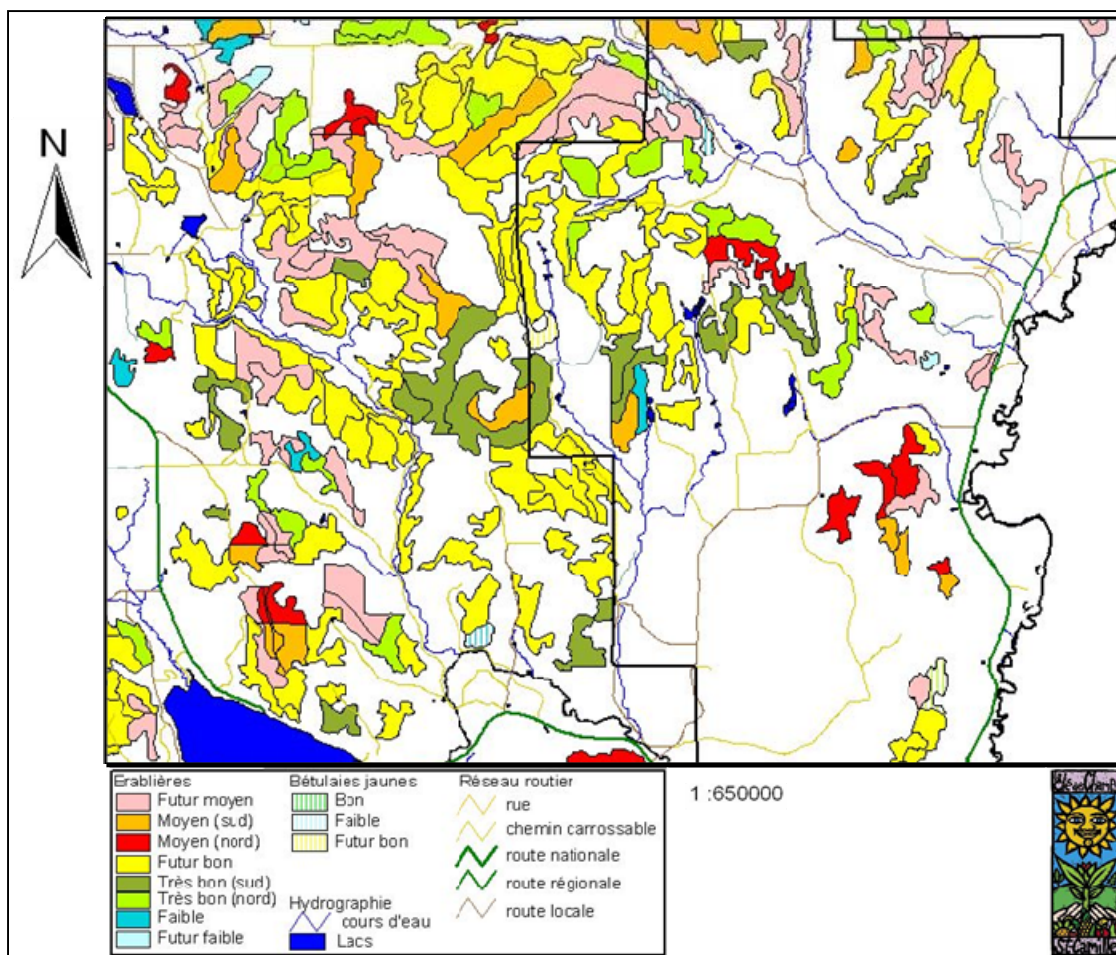 N
Erablières
Futur moyen
Moyen (sud)
Moyen (nord)
Futur bon
Très bon (sud)
Très bon (nord)
Faible
Futur faible
Bétulaies jaunes
Bon
Faible
Futur bon
Hydrographie
cours d'eau
Lacs
Réseau routier
rue
chemin carrossable
route nationale
route régionale
route locale
1 :650000
St-Camille